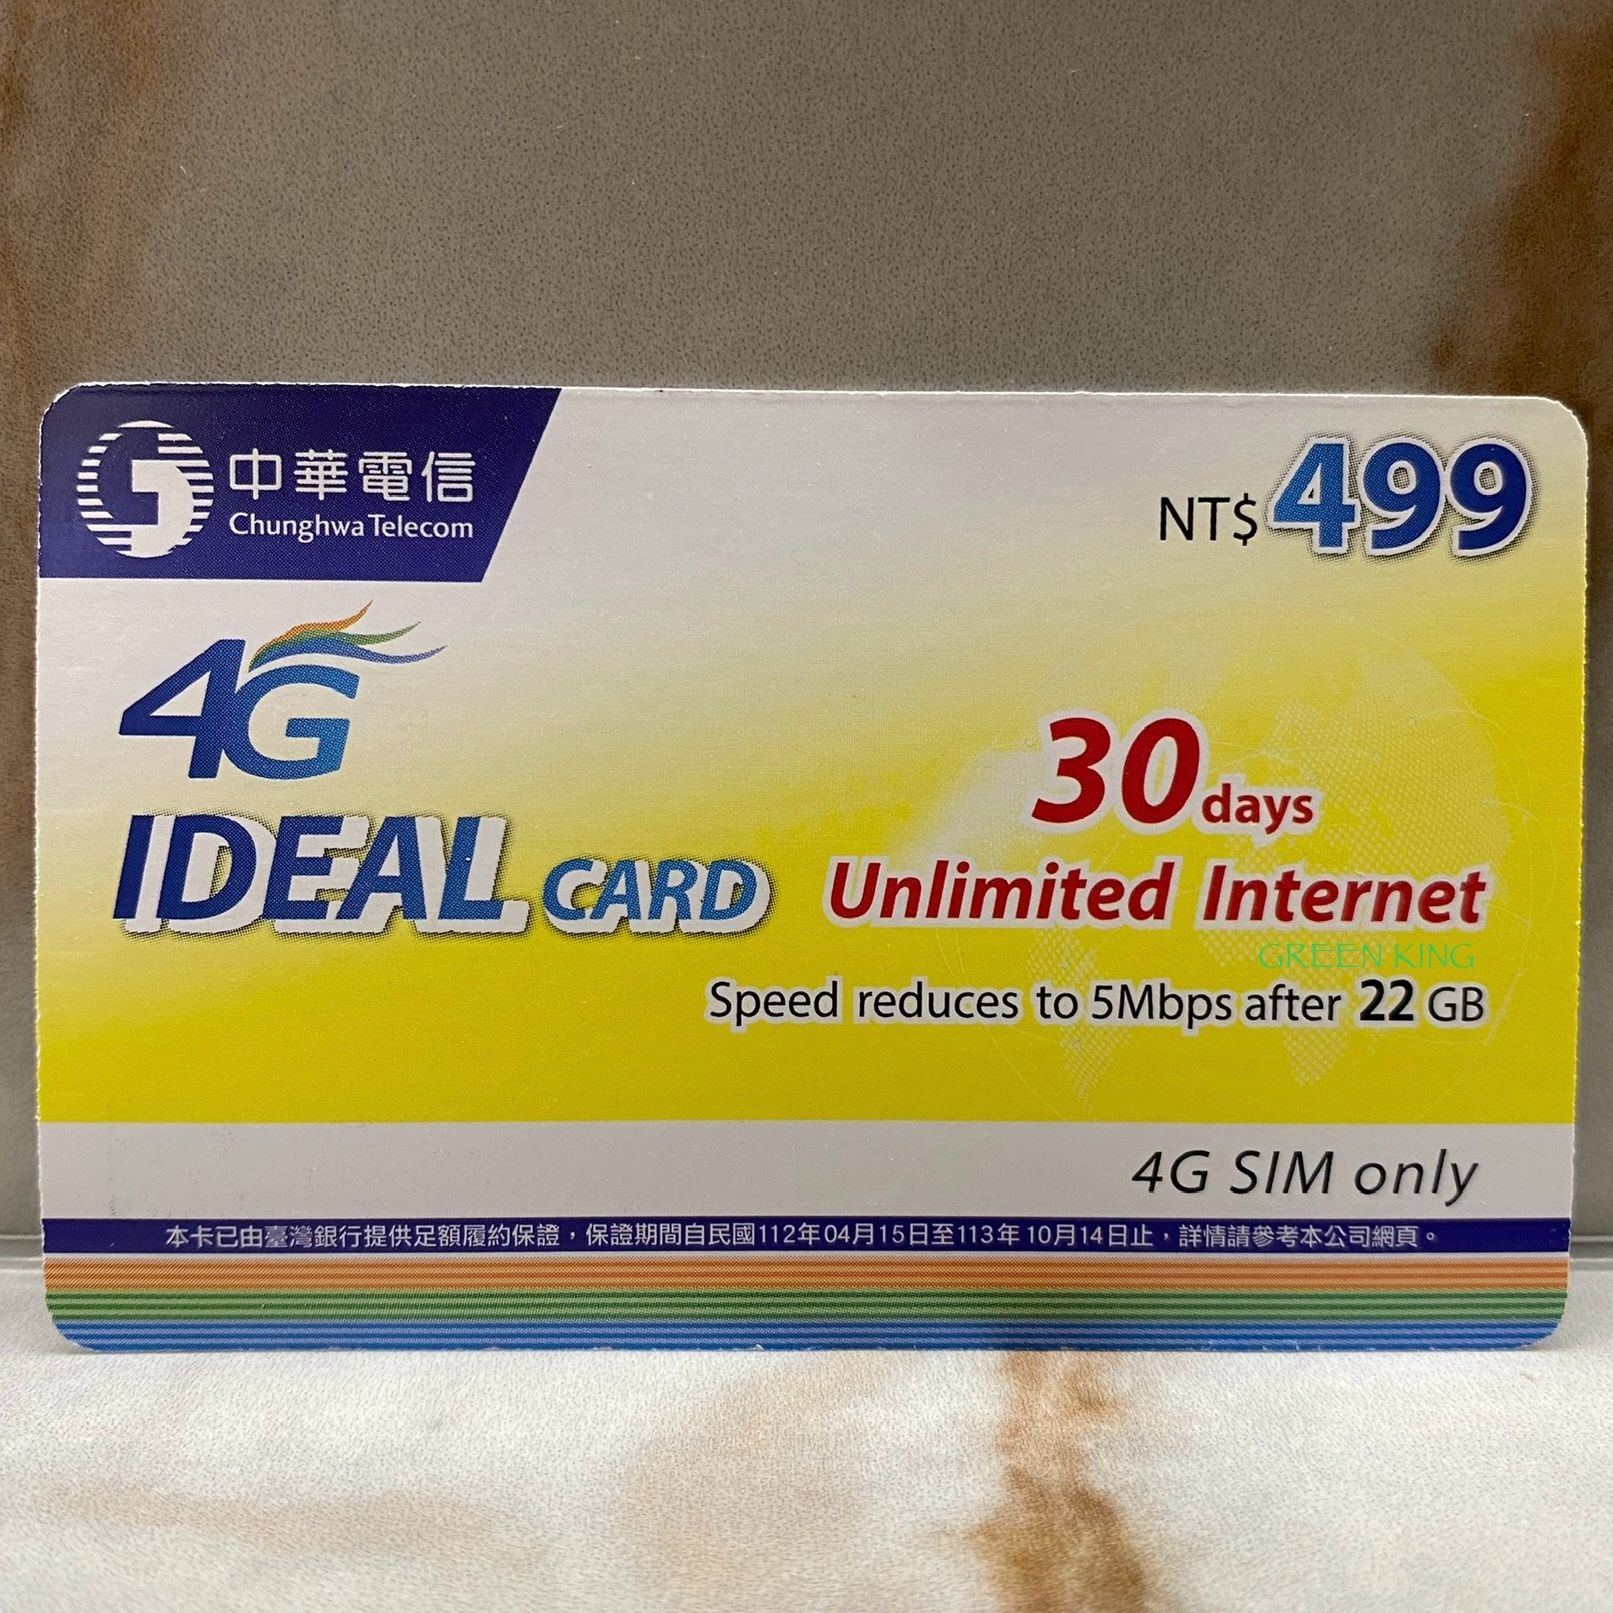 中華電信
Chunghwa Telecom
NT$499
4G
IDEAL CARD
30 days
Unlimited Internet
GREEN KING
Speed reduces to 5Mbps after 22 GB
4G SIM only
本卡已由臺灣銀行提供足額履約保證，保證期間自民國112年04月15日至113年10月14日止，詳情請參考本公司網頁。